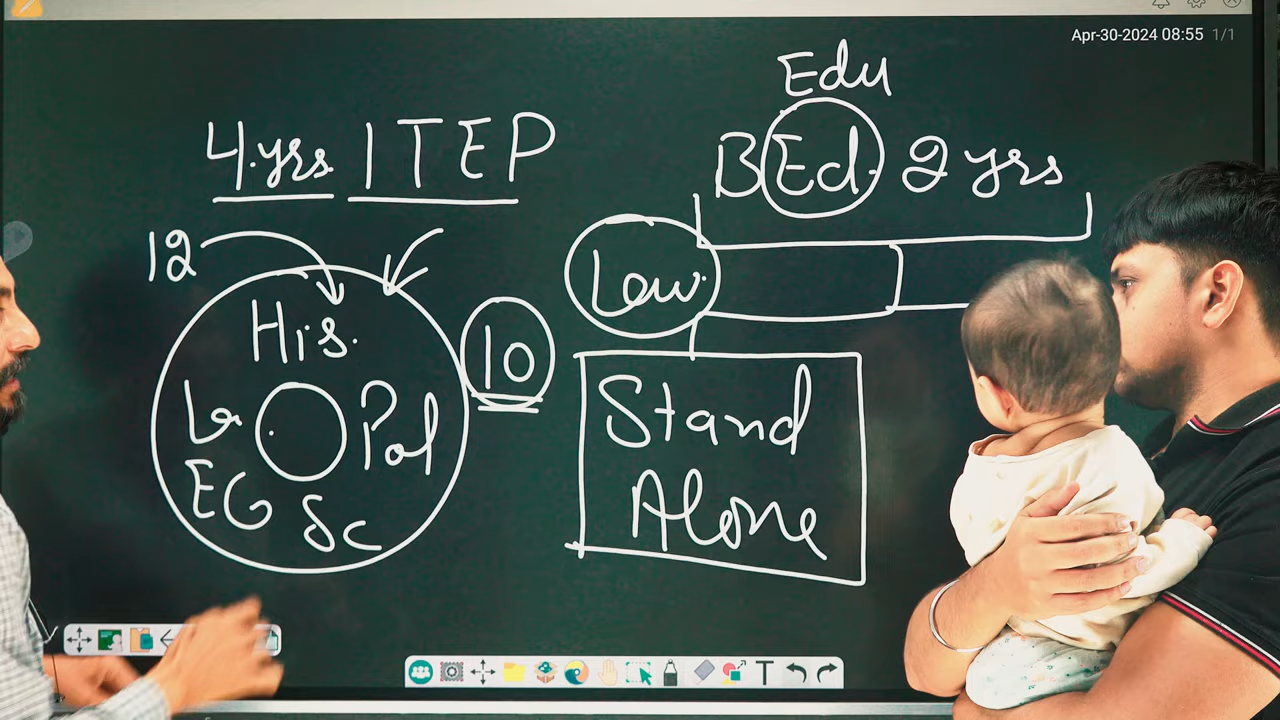 Apr-30-2024 08:55 1/1
Edu
4.yrs. ITEP
BEd. 2 yrs
12
His.
10
Pol
EG
Sc
Stand
Alone
T